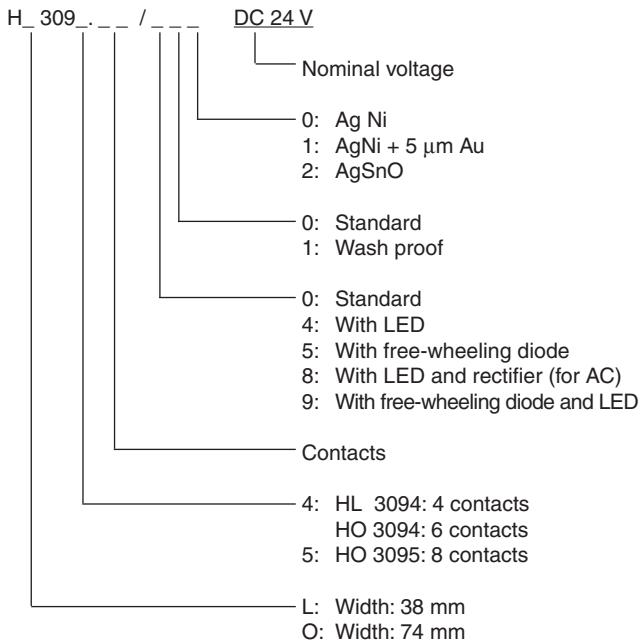 H_ 309_._ _ / _ _ _ DC 24 V
Nominal voltage
0: Ag Ni
1: AgNi + 5 μm Au
2: AgSnO
0: Standard
1: Wash proof
0: Standard
4: With LED
5: With free-wheeling diode
8: With LED and rectifier (for AC)
9: With free-wheeling diode and LED
Contacts
4: HL 3094: 4 contacts
HO 3094: 6 contacts
5: HO 3095: 8 contacts
L: Width: 38 mm
O: Width: 74 mm